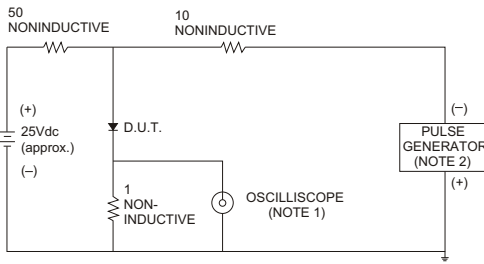 50
NONINDUCTIVE
10
NONINDUCTIVE
(+)
25Vdc
(approx.)
(–)
D.U.T.
1
NON-
INDUCTIVE
OSCILLISCOPE
(NOTE 1)
(–)
PULSE
GENERATOR
(NOTE 2)
(+)